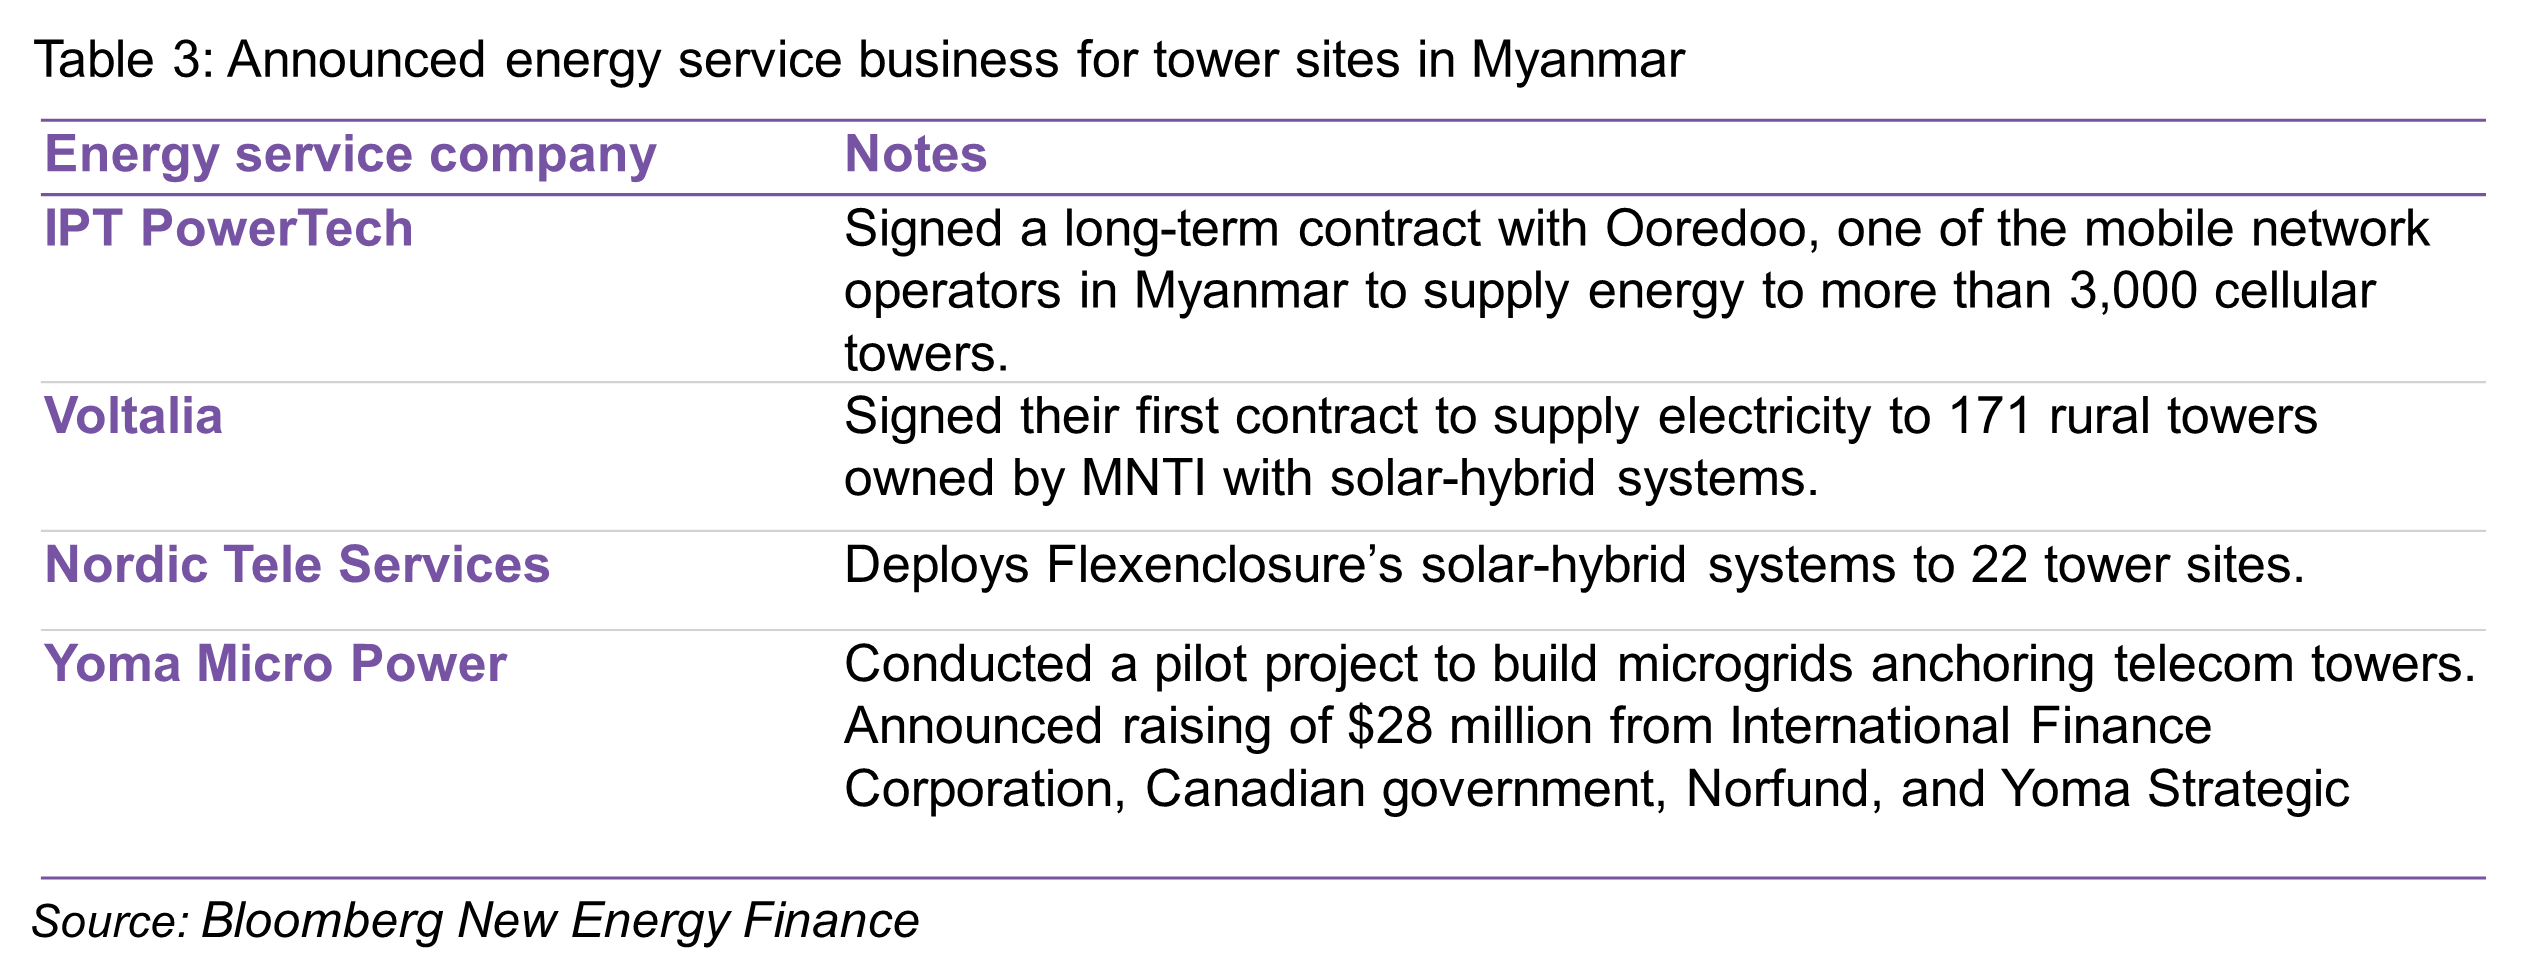 Table 3: Announced energy service business for tower sites in Myanmar
Energy service company Notes
IPT PowerTech Signed a long-term contract with Ooredoo, one of the mobile network
operators in Myanmar to supply energy to more than 3,000 cellular
towers.
Voltalia Signed their first contract to supply electricity to 171 rural towers
owned by MNTI with solar-hybrid systems.
Nordic Tele Services Deploys Flexenclosure’s solar-hybrid systems to 22 tower sites.
Yoma Micro Power Conducted a pilot project to build microgrids anchoring telecom towers.
Announced raising of $28 million from International Finance
Corporation, Canadian government, Norfund, and Yoma Strategic
Source: Bloomberg New Energy Finance